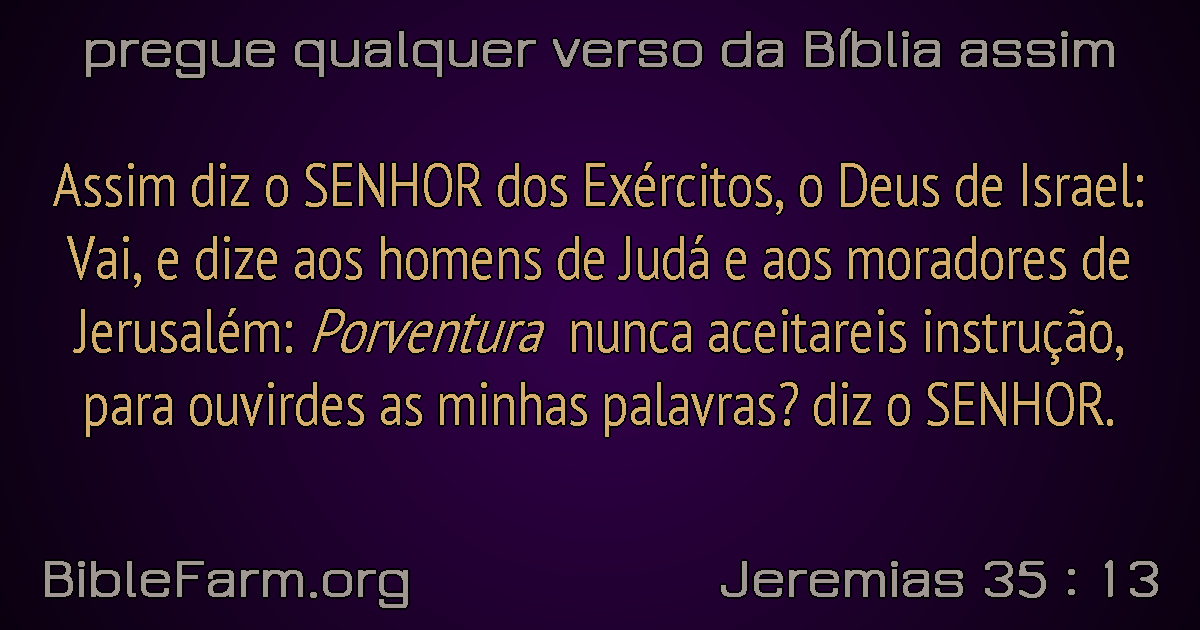 pregue qualquer verso da Bíblia assim
Assim diz o SENHOR dos Exércitos, o Deus de Israel:
Vai, e dize aos homens de Judá e aos moradores de
Jerusalém: Porventura nunca aceitareis instrução,
para ouvirdes as minhas palavras? diz o SENHOR.
BibleFarm.org
Jeremias 35 : 13